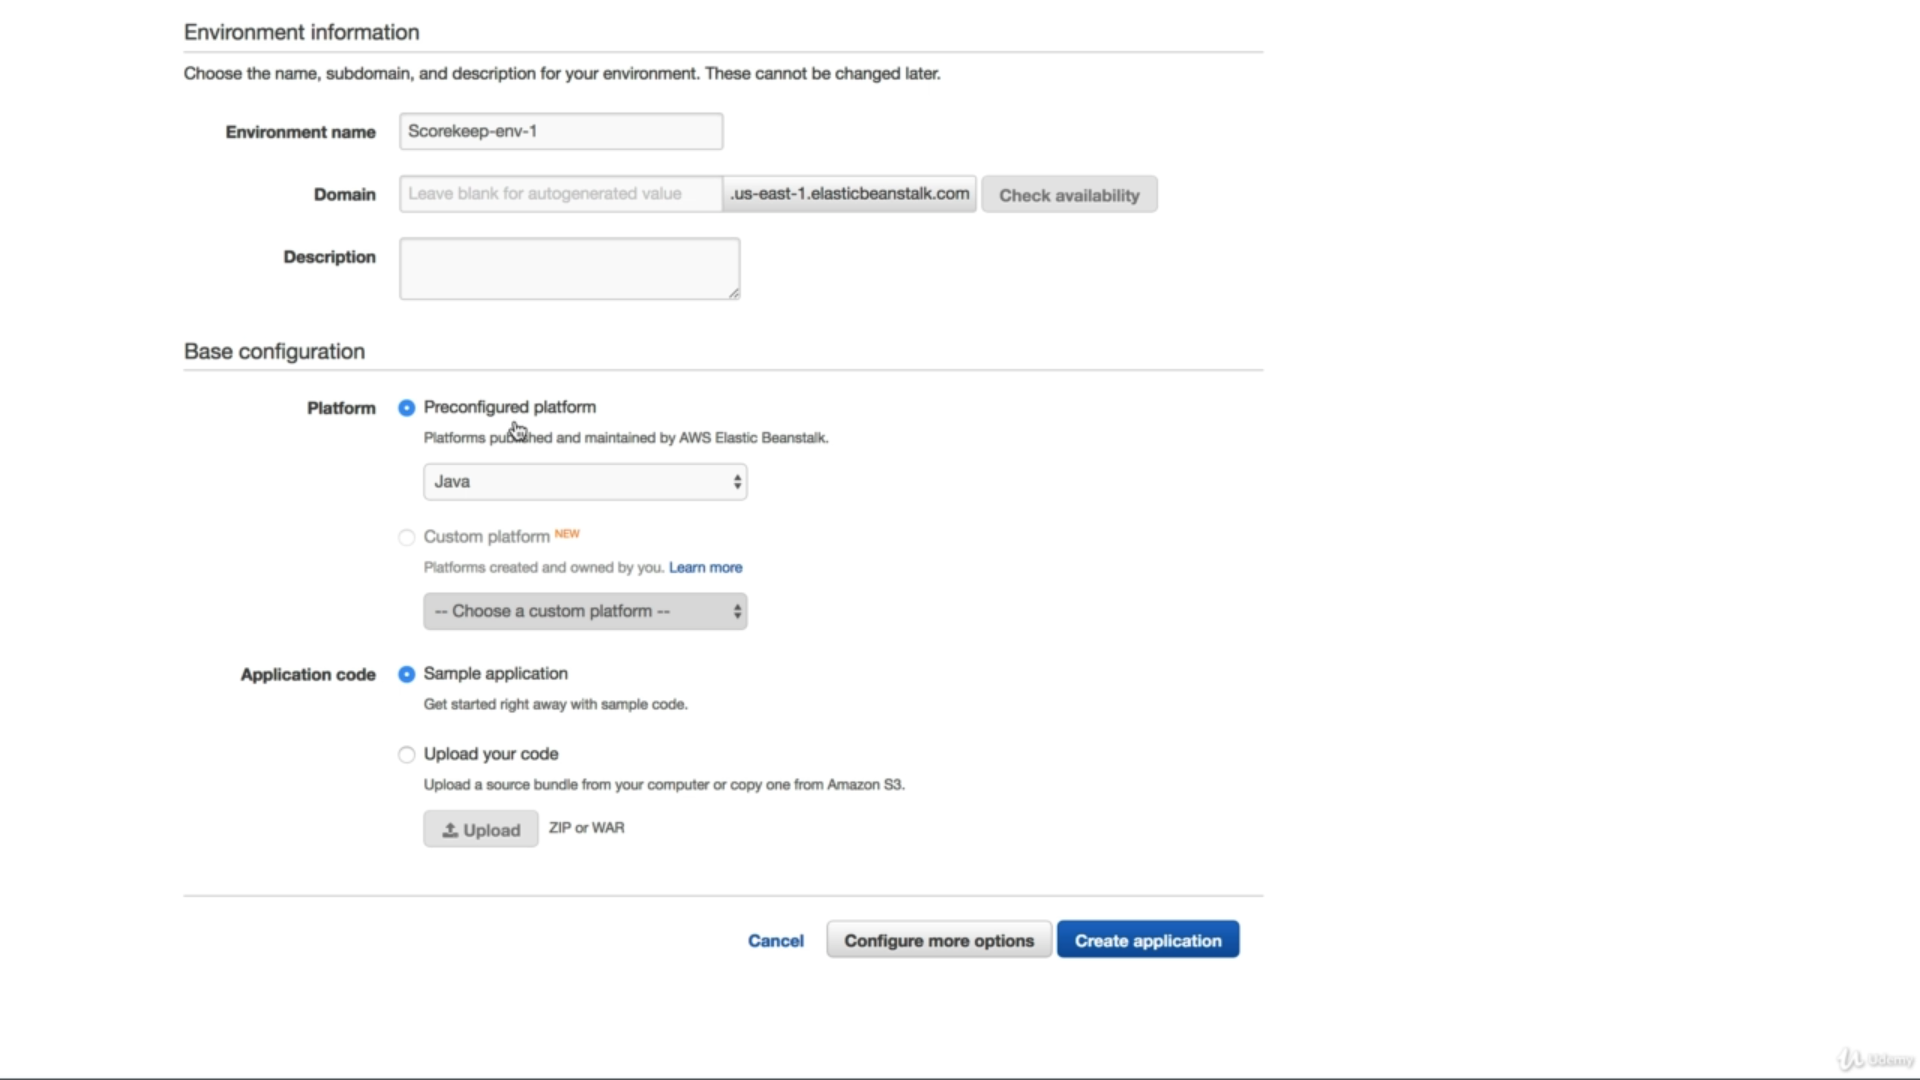 Environment information
Choose the name, subdomain, and description for your environment. These cannot be changed later.
Environment name
Scorekeep-env-1
Domain
Leave blank for autogenerated value
.us-east-1.elasticbeanstalk.com
Check availability
Description
Base configuration
Platform
Preconfigured platform
Platforms published and maintained by AWS Elastic Beanstalk.
Java
Custom platform NEW
Platforms created and owned by you. Learn more
-- Choose a custom platform --
Application code
Sample application
Get started right away with sample code.
Upload your code
Upload a source bundle from your computer or copy one from Amazon S3.
Upload
ZIP or WAR
Cancel
Configure more options
Create application
Udemy